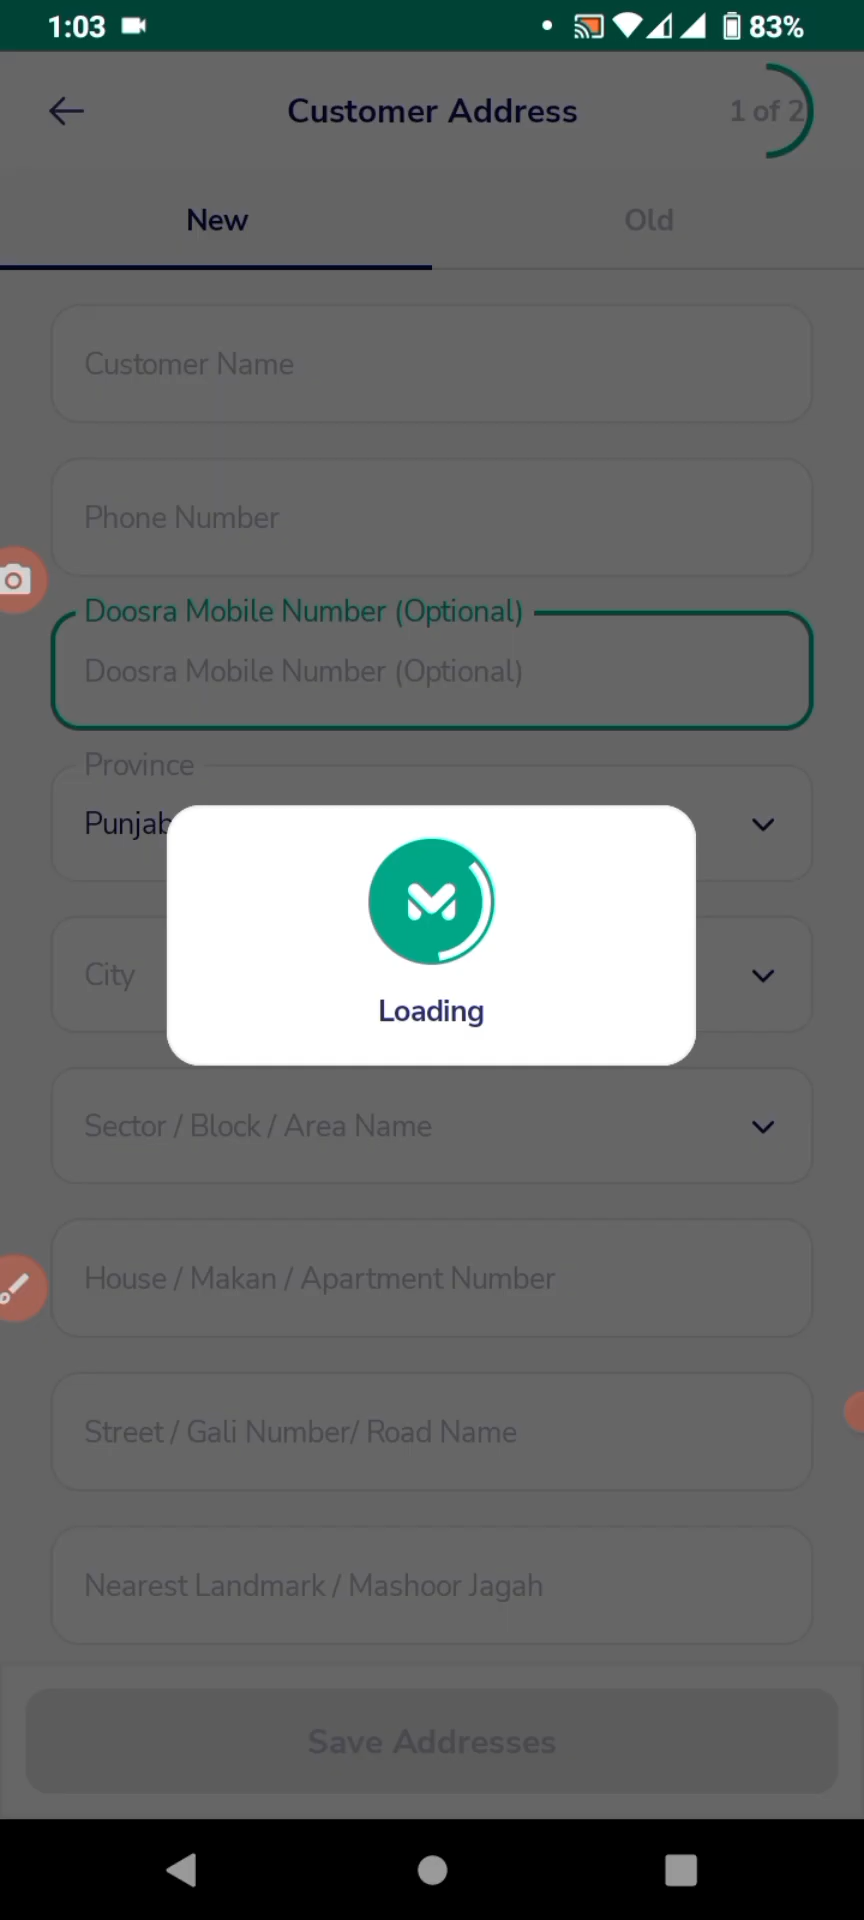 1:03
83%
Customer Address
1 of 2
New
Old
Customer Name
Phone Number
Doosra Mobile Number (Optional)
Doosra Mobile Number (Optional)
Province
Punjab
City
Loading
Sector / Block / Area Name
House / Makan / Apartment Number
Street / Gali Number/ Road Name
Nearest Landmark / Mashoor Jagah
Save Addresses